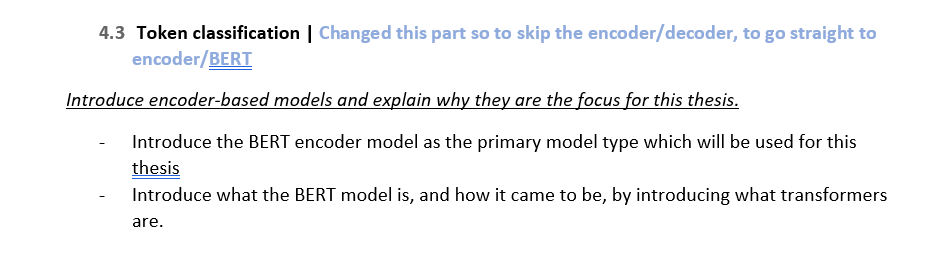 4.3 Token classification | Changed this part so to skip the encoder/decoder, to go straight to
encoder/BERT
Introduce encoder-based models and explain why they are the focus for this thesis.
- Introduce the BERT encoder model as the primary model type which will be used for this
thesis
- Introduce what the BERT model is, and how it came to be, by introducing what transformers
are.